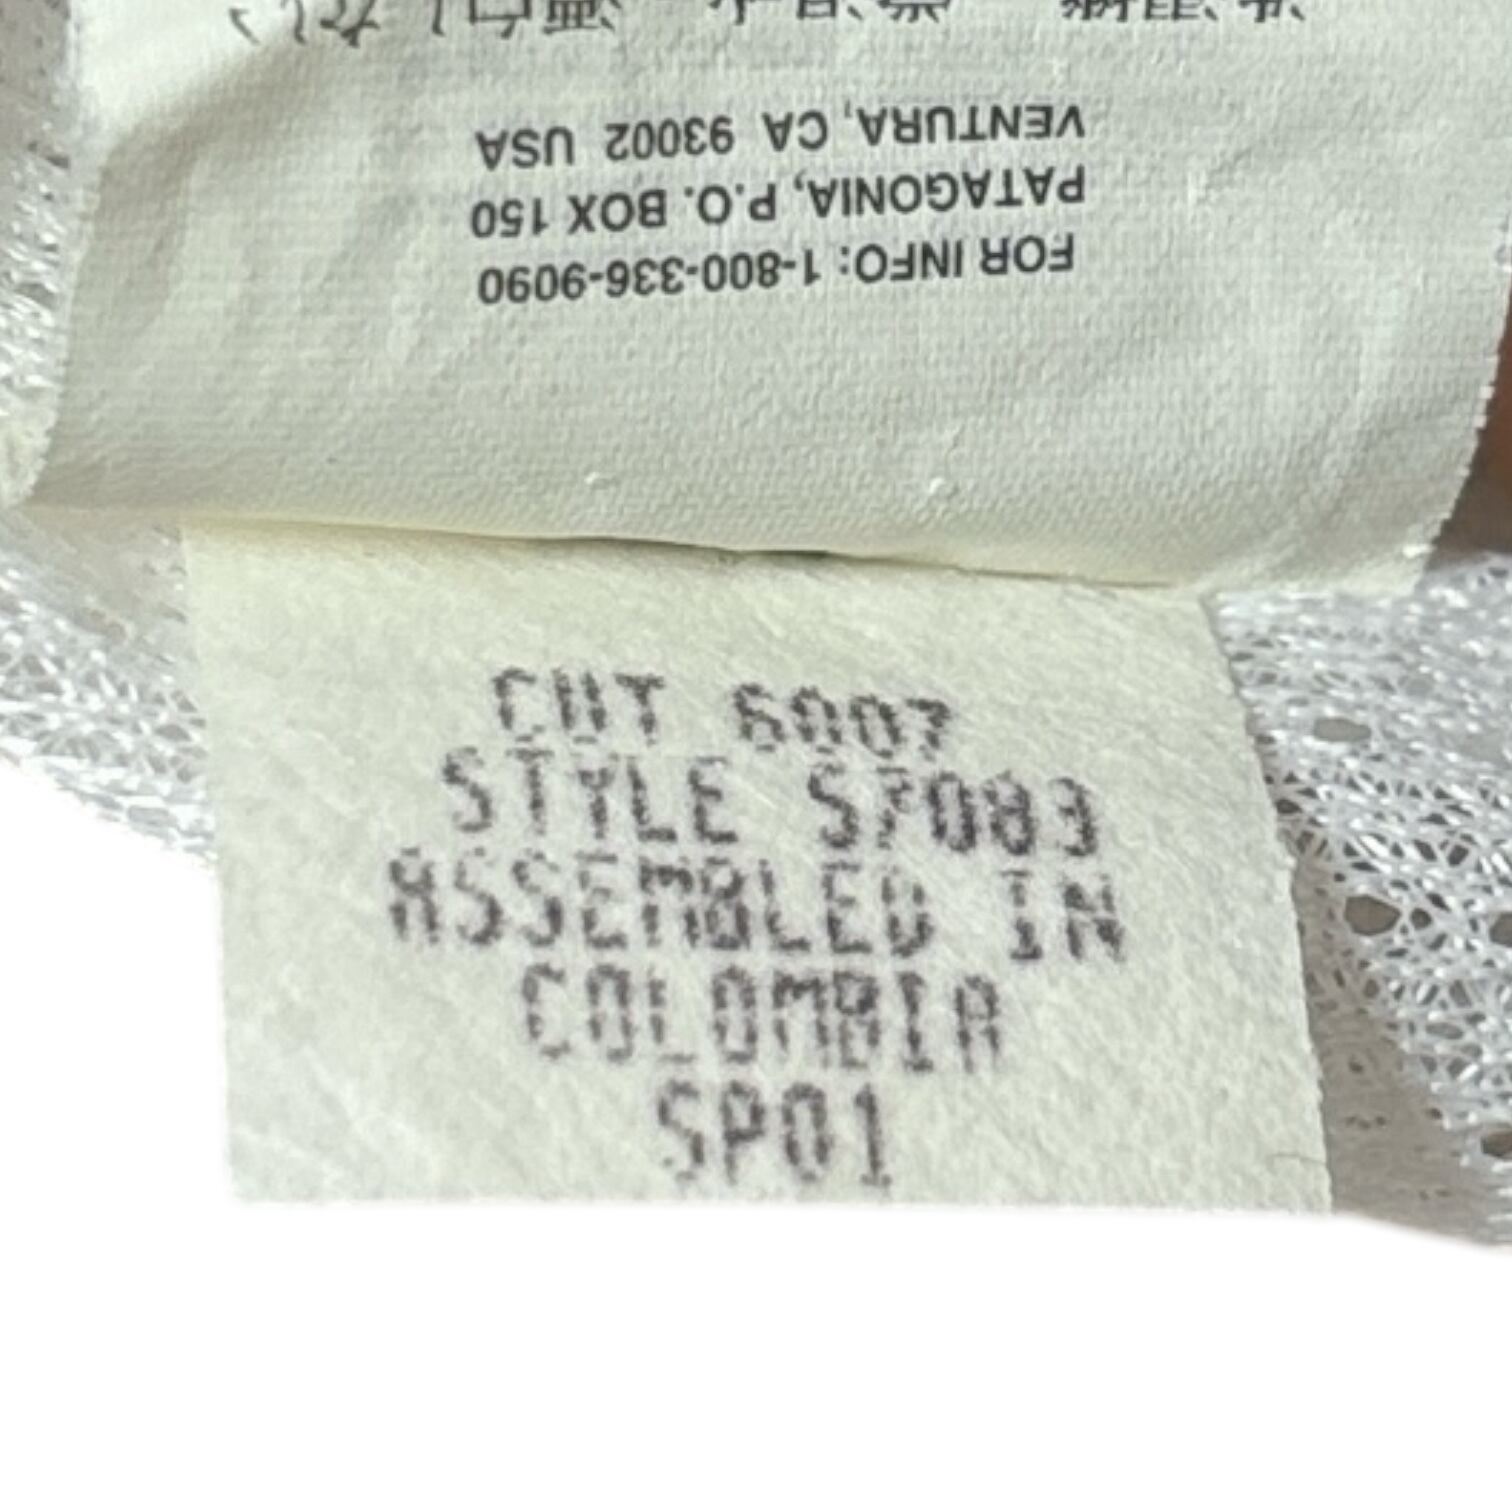 FOR INFO: 1-800-336-9090
PATAGONIA, P.O. BOX 150
VENTURA, CA 93002 USA
CUT 6007
STYLE S7083
ASSEMBLED IN
COLOMBIA
SP01